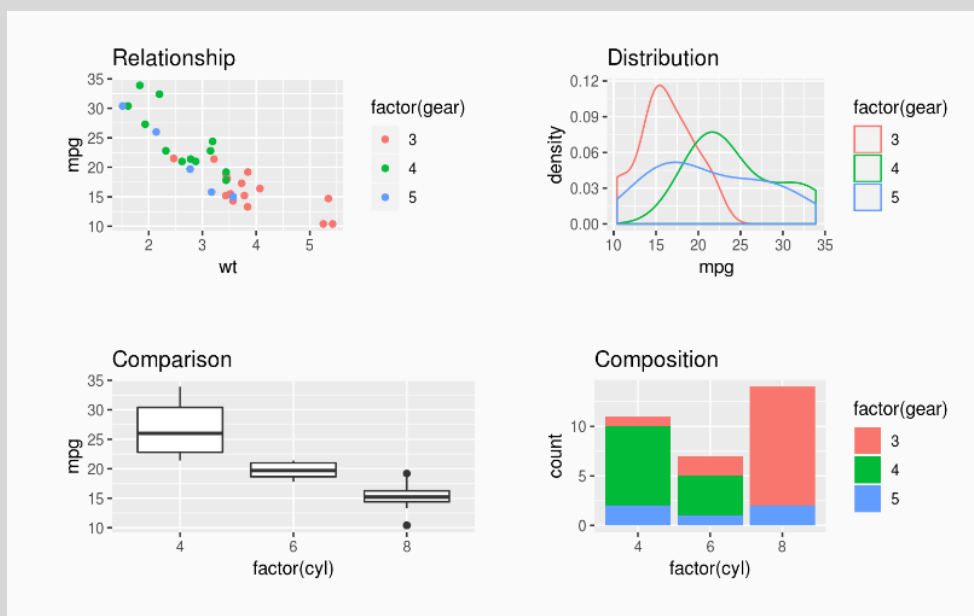 Relationship
35
30
25
20
15
10
mpg
2 3 4 5
wt
factor(gear)
3
4
5
Distribution
0.12
0.09
0.06
0.03
0.00
density
10 15 20 25 30 35
mpg
factor(gear)
3
4
5
Comparison
35
30
25
20
15
10
mpg
4 6 8
factor(cyl)
Composition
10
5
0
count
4 6 8
factor(cyl)
factor(gear)
3
4
5